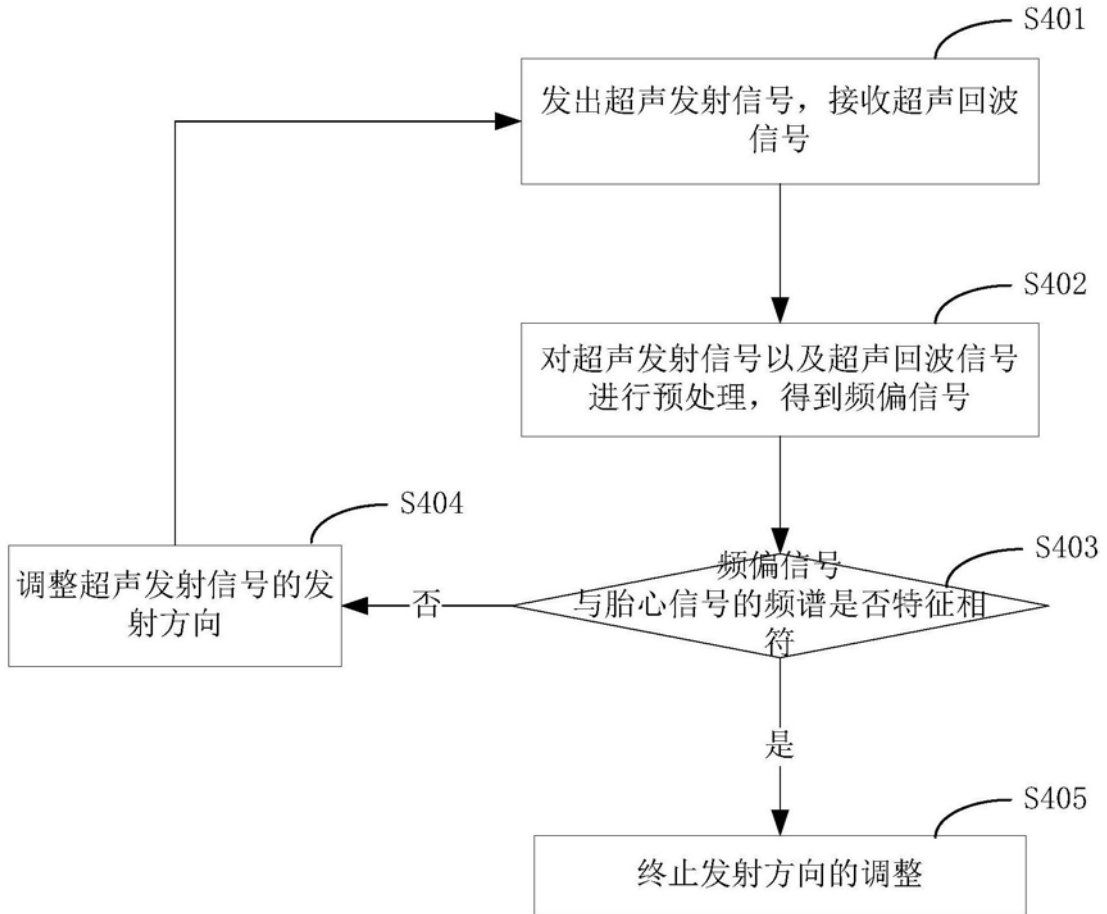 S401
发出超声发射信号，接收超声回波
信号
S402
对超声发射信号以及超声回波信号
进行预处理，得到频偏信号
S404
调整超声发射信号的发
射方向
否
S403
频偏信号
与胎心信号的频谱是否特征相
符
是
S405
终止发射方向的调整